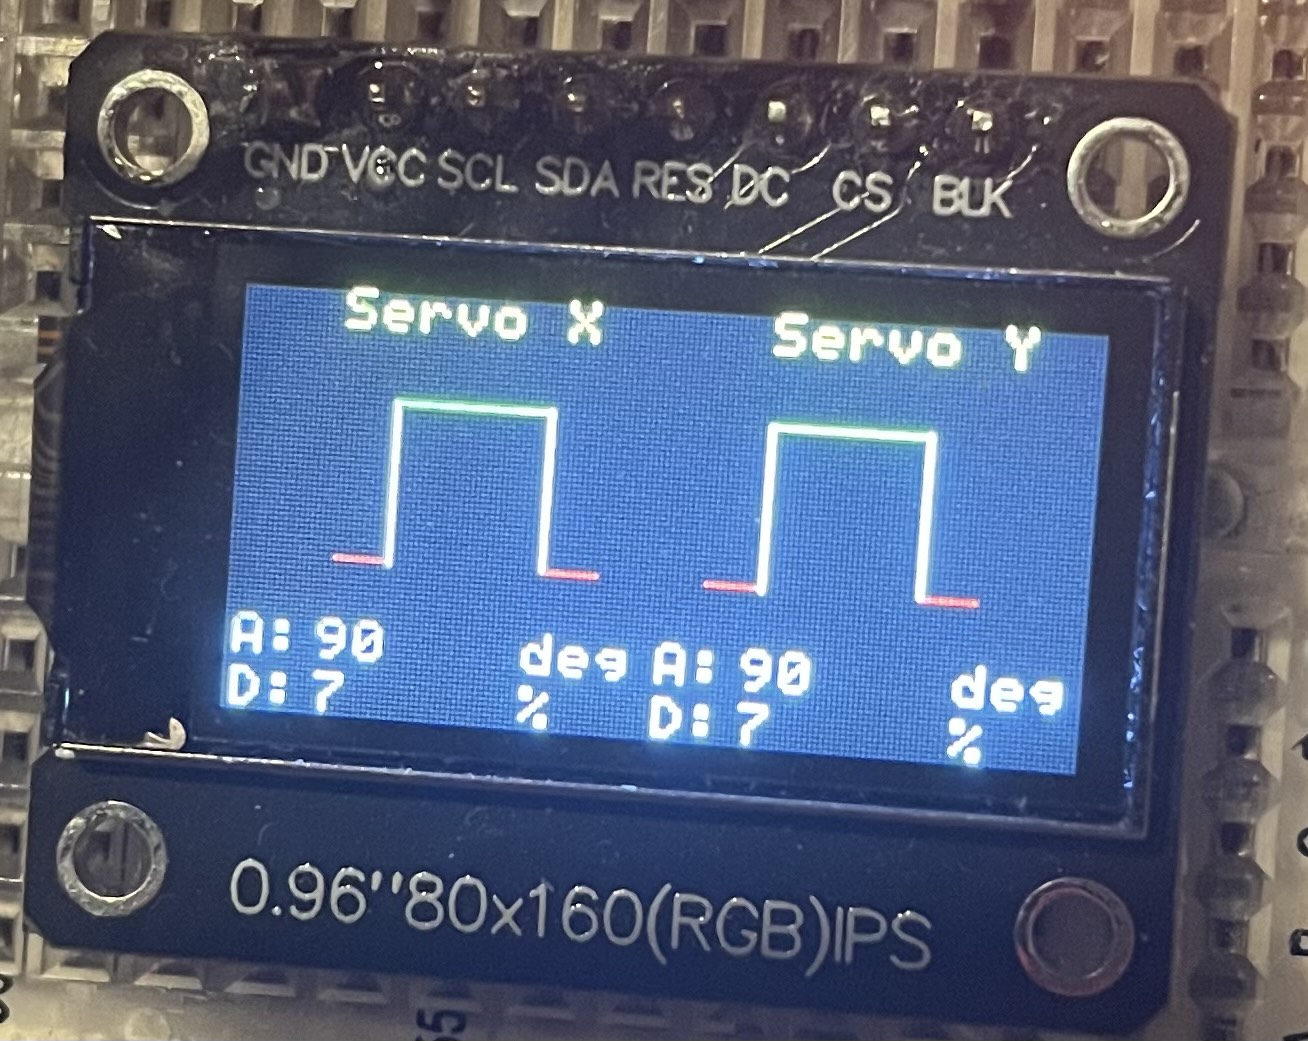 GND VCC SCL SDA RES DC CS BLK
Servo X Servo Y
A: 90 deg A: 90 deg
D: 7 % D: 7 %
0.96"80x160(RGB)IPS